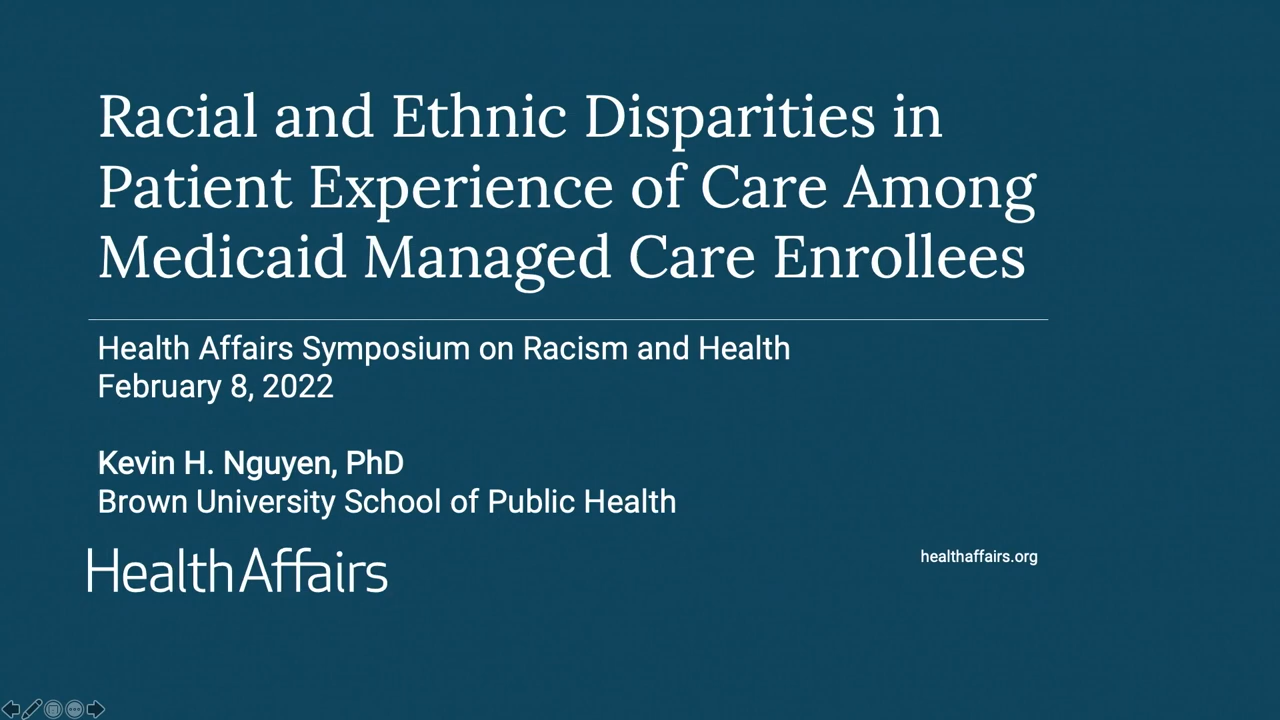 Racial and Ethnic Disparities in
Patient Experience of Care Among
Medicaid Managed Care Enrollees
Health Affairs Symposium on Racism and Health
February 8, 2022
Kevin H. Nguyen, PhD
Brown University School of Public Health
HealthAffairs
healthaffairs.org